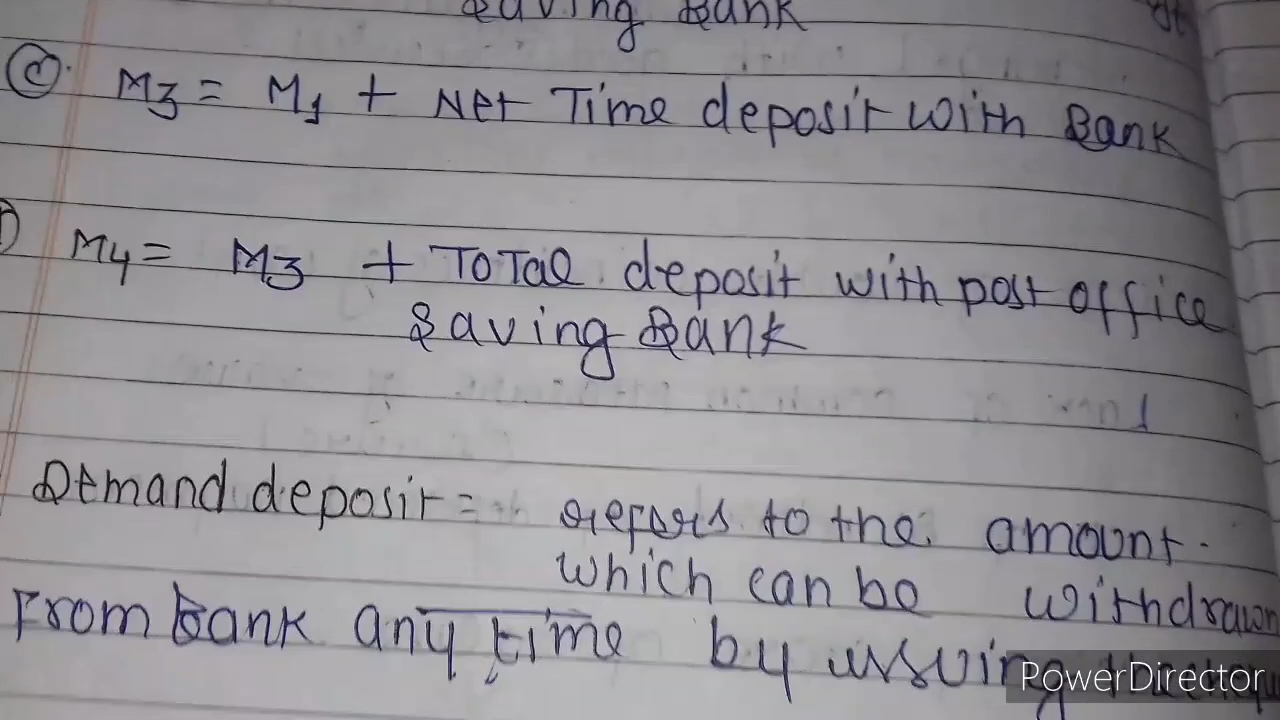 Saving Bank
(C). M3 = M1 + Net Time deposit with Bank
M4 = M3 + Total deposit with post office
Saving Bank
Demand deposit = refers to the amount.
which can be withdrawn
From bank any time by issuing
PowerDirector